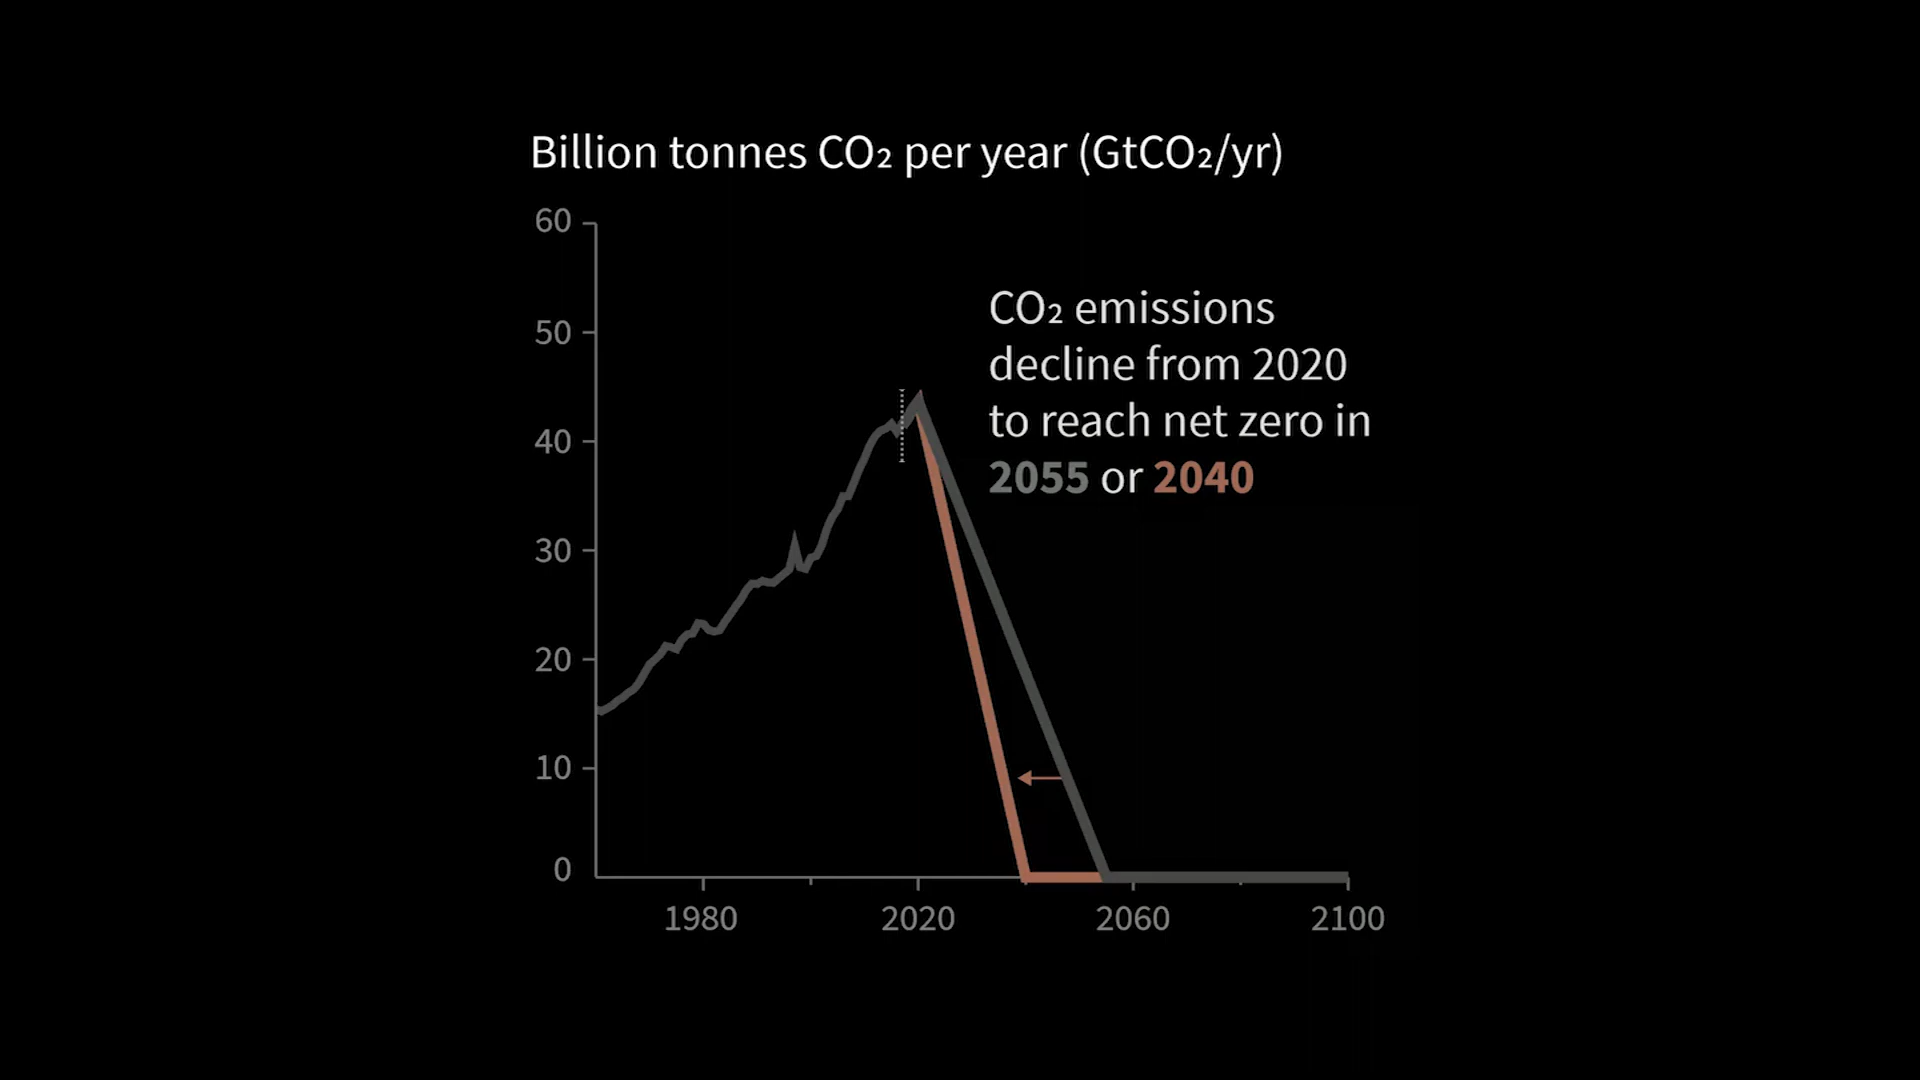 Billion tonnes CO₂ per year (GtCO₂/yr)
60
50
40
30
20
10
0
CO₂ emissions
decline from 2020
to reach net zero in
2055 or 2040
1980 2020 2060 2100